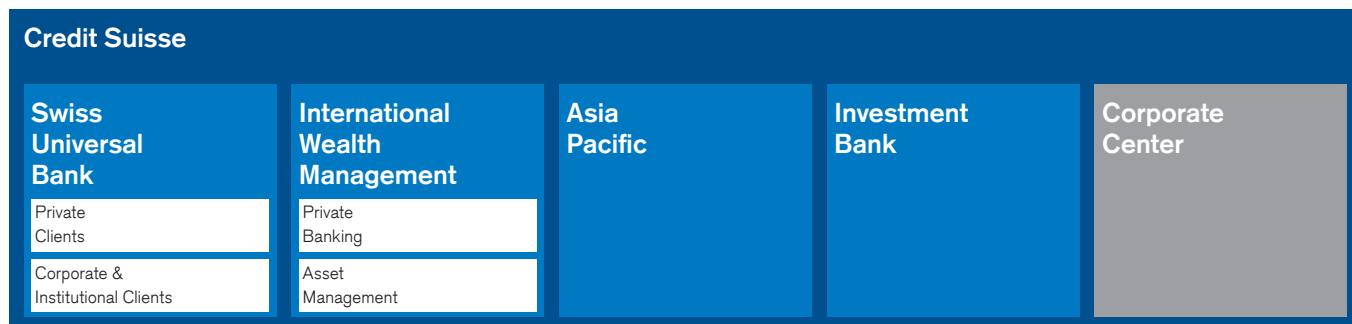 Credit Suisse
Swiss
Universal
Bank
Private
Clients
Corporate &
Institutional Clients
International
Wealth
Management
Private
Banking
Asset
Management
Asia
Pacific
Investment
Bank
Corporate
Center